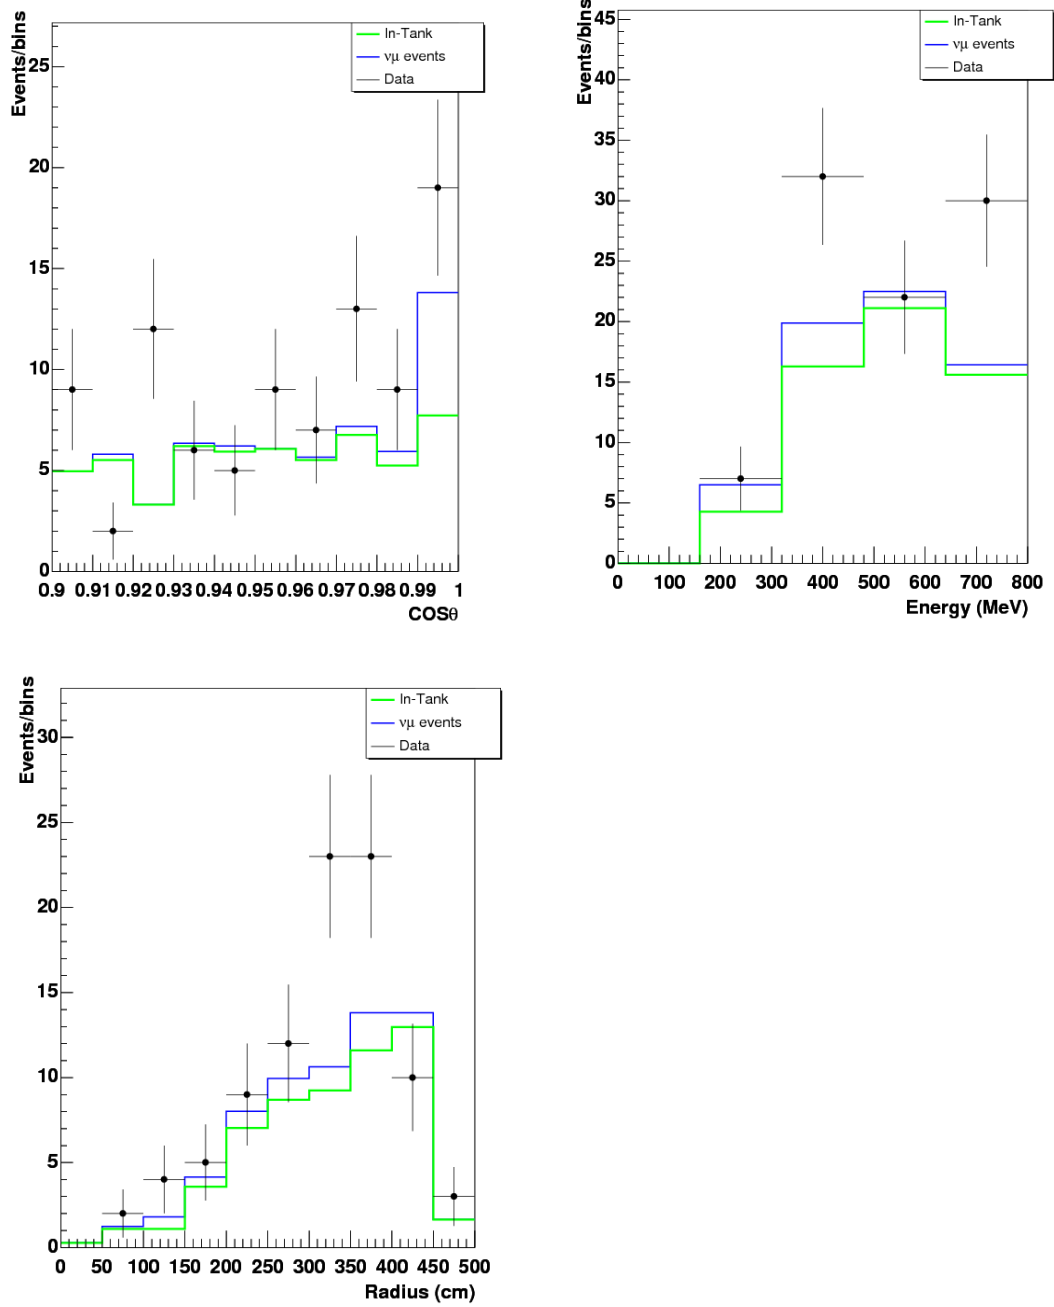 Events/bins
In-Tank
νμ events
Data
25
20
15
10
5
0
0.9 0.91 0.92 0.93 0.94 0.95 0.96 0.97 0.98 0.99 1
COSθ
Events/bins
In-Tank
νμ events
Data
45
40
35
30
25
20
15
10
5
0
0 100 200 300 400 500 600 700 800
Energy (MeV)
Events/bins
In-Tank
νμ events
Data
30
25
20
15
10
5
0
0 50 100 150 200 250 300 350 400 450 500
Radius (cm)